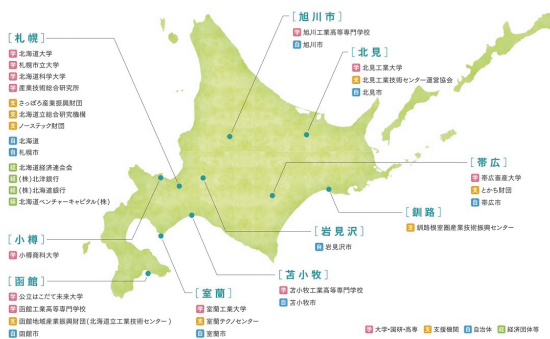 [札幌]
学 北海道大学
学 札幌市立大学
学 北海道科学大学
学 産業技術総合研究所
支 さっぽろ産業振興財団
支 北海道立総合研究機構
支 ノーステック財団
自 北海道
自 札幌市
経 北海道経済連合会
経 (株)北洋銀行
経 (株)北海道銀行
経 北海道ベンチャーキャピタル(株)
[小樽]
学 小樽商科大学
[函館]
学 公立はこだて未来大学
学 函館工業高等専門学校
支 函館地域産業振興財団(北海道立工業技術センター)
自 函館市
[旭川市]
学 旭川工業高等専門学校
自 旭川市
[北見]
学 北見工業大学
支 北見工業技術センター運営協会
自 北見市
[帯広]
学 帯広畜産大学
支 とかち財団
自 帯広市
[釧路]
支 釧路根室圏産業技術振興センター
[岩見沢]
自 岩見沢市
[苫小牧]
学 苫小牧工業高等専門学校
自 苫小牧市
[室蘭]
学 室蘭工業大学
支 室蘭テクノセンター
自 室蘭市
学 大学・国研・高専 支 支援機関 自 自治体 経 経済団体等